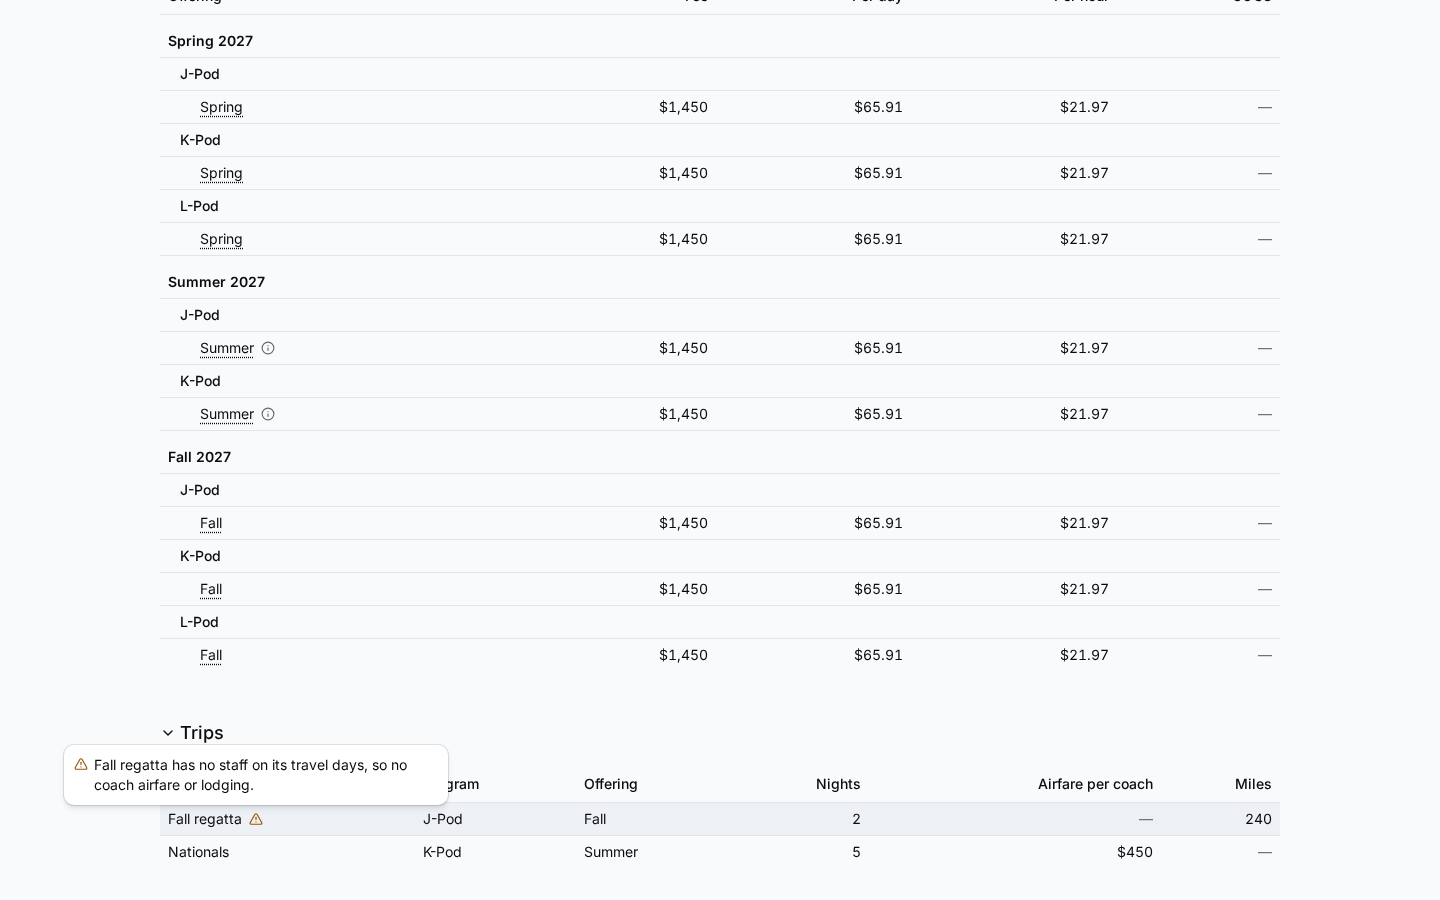 Spring 2027
J-Pod
Spring $1,450 $65.91 $21.97 —
K-Pod
Spring $1,450 $65.91 $21.97 —
L-Pod
Spring $1,450 $65.91 $21.97 —
Summer 2027
J-Pod
Summer $1,450 $65.91 $21.97 —
K-Pod
Summer $1,450 $65.91 $21.97 —
Fall 2027
J-Pod
Fall $1,450 $65.91 $21.97 —
K-Pod
Fall $1,450 $65.91 $21.97 —
L-Pod
Fall $1,450 $65.91 $21.97 —
Trips
Fall regatta has no staff on its travel days, so no
coach airfare or lodging.
Offering Nights Airfare per coach Miles
Fall regatta J-Pod Fall 2 — 240
Nationals K-Pod Summer 5 $450 —